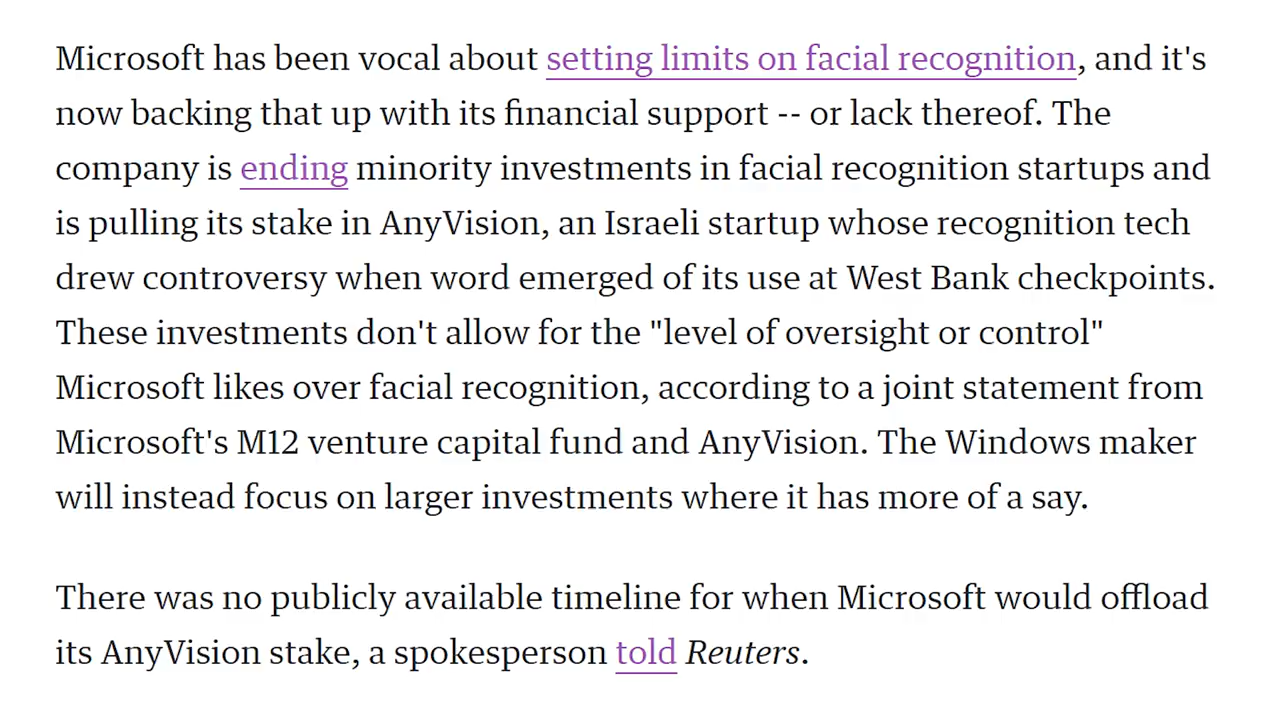 Microsoft has been vocal about setting limits on facial recognition, and it's
now backing that up with its financial support -- or lack thereof. The
company is ending minority investments in facial recognition startups and
is pulling its stake in AnyVision, an Israeli startup whose recognition tech
drew controversy when word emerged of its use at West Bank checkpoints.
These investments don't allow for the "level of oversight or control"
Microsoft likes over facial recognition, according to a joint statement from
Microsoft's M12 venture capital fund and AnyVision. The Windows maker
will instead focus on larger investments where it has more of a say.
There was no publicly available timeline for when Microsoft would offload
its AnyVision stake, a spokesperson told Reuters.